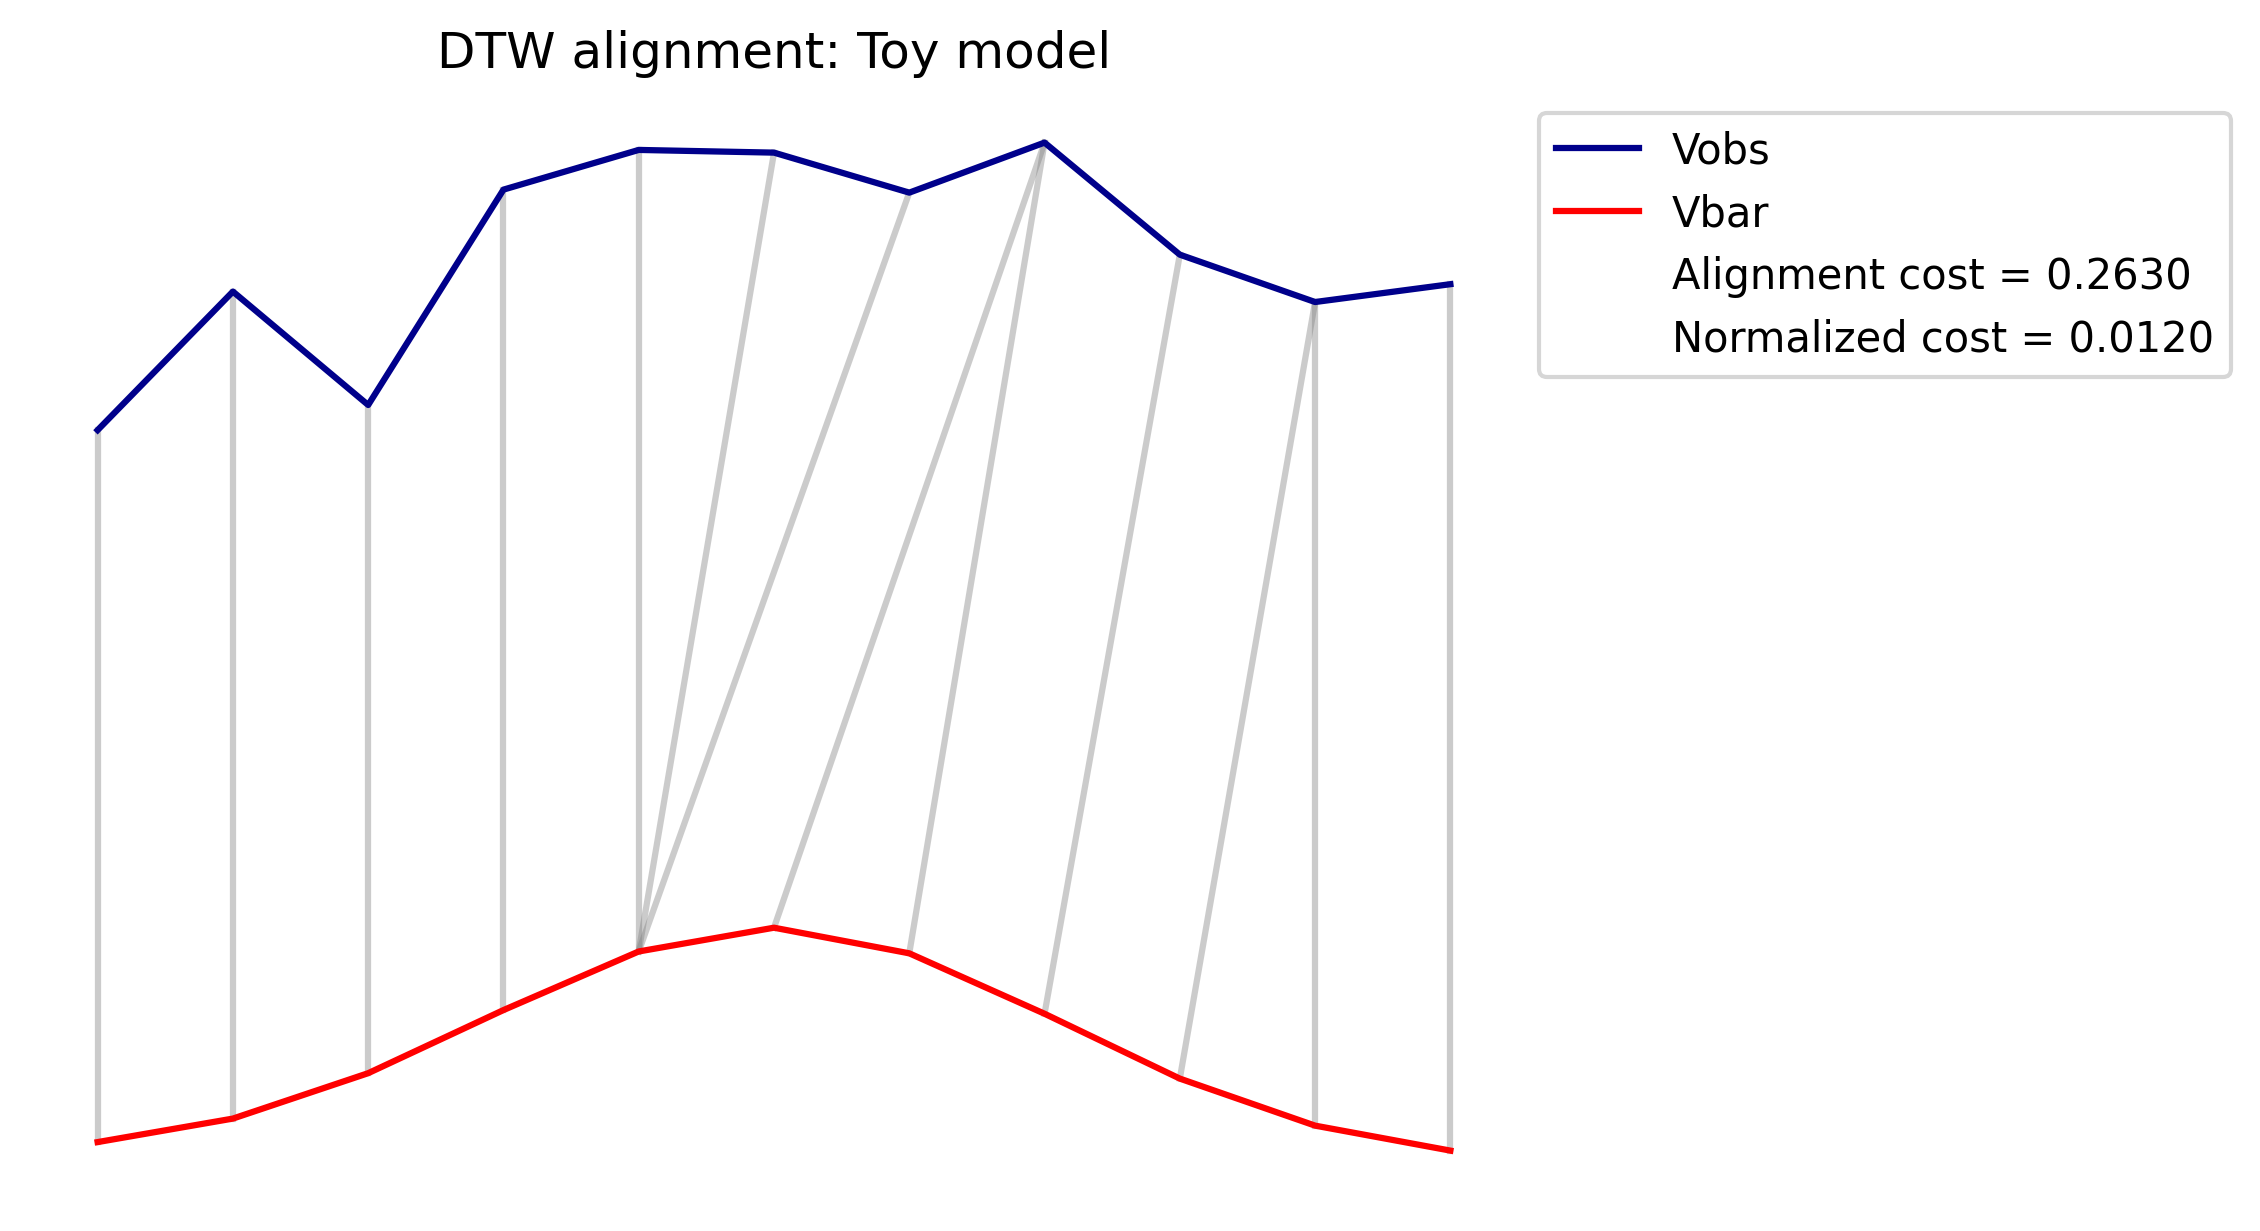 DTW alignment: Toy model
Vobs
Vbar
Alignment cost = 0.2630
Normalized cost = 0.0120